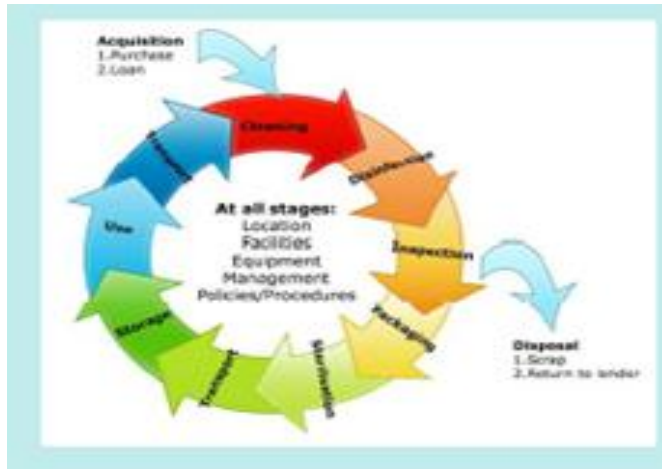 Acquisition
1.Purchase
2.Loan
Cleaning
Disinfection
Inspection
Packaging
Sterilisation
Transport
Storage
Use
Transport
At all stages:
Location
Facilities
Equipment
Management
Policies/Procedures
Disposal
1.Scrap
2.Return to lender